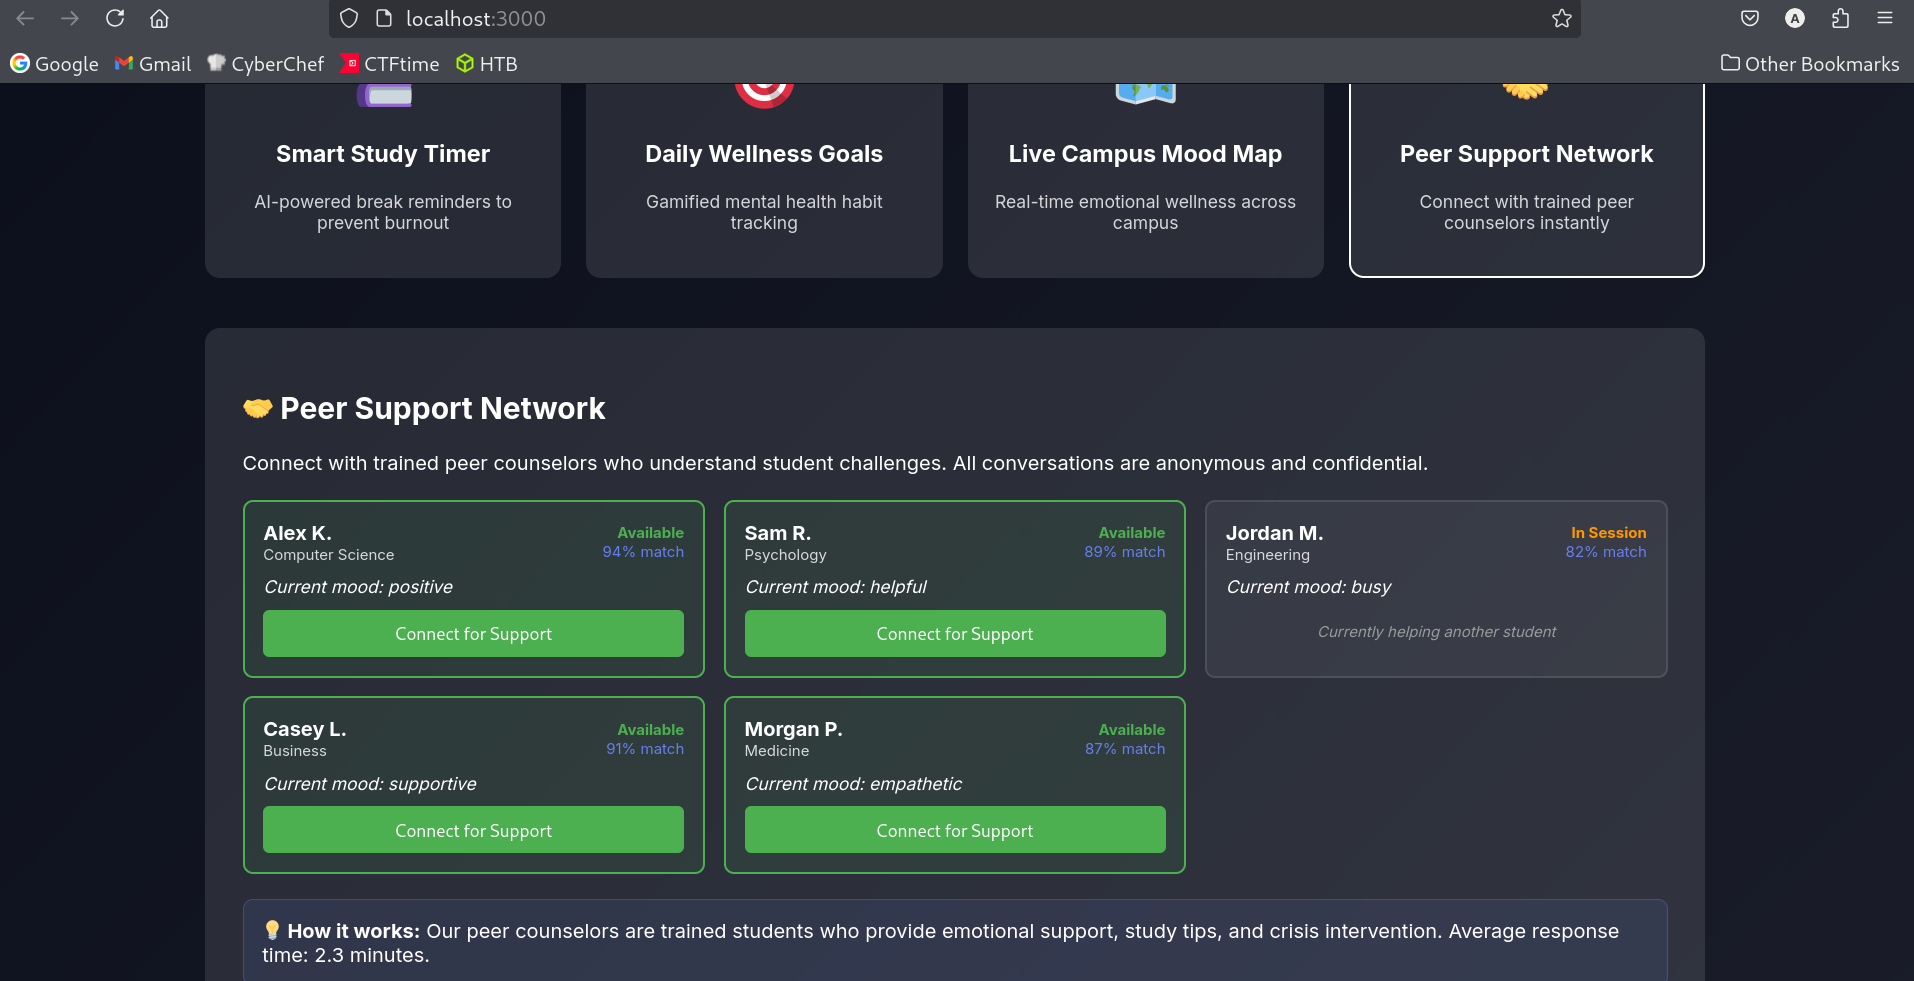 localhost:3000
A
Google
Gmail
CyberChef
CTFtime
HTB
Other Bookmarks
Smart Study Timer
AI-powered break reminders to
prevent burnout
Daily Wellness Goals
Gamified mental health habit
tracking
Live Campus Mood Map
Real-time emotional wellness across
campus
Peer Support Network
Connect with trained peer
counselors instantly
🤝 Peer Support Network
Connect with trained peer counselors who understand student challenges. All conversations are anonymous and confidential.
Alex K.
Available
Computer Science
94% match
Current mood: positive
Connect for Support
Sam R.
Available
Psychology
89% match
Current mood: helpful
Connect for Support
Jordan M.
In Session
Engineering
82% match
Current mood: busy
Currently helping another student
Casey L.
Available
Business
91% match
Current mood: supportive
Connect for Support
Morgan P.
Available
Medicine
87% match
Current mood: empathetic
Connect for Support
💡 How it works: Our peer counselors are trained students who provide emotional support, study tips, and crisis intervention. Average response
time: 2.3 minutes.